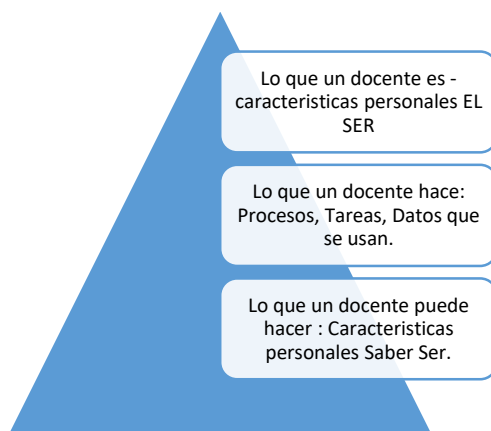 Lo que un docente es -
caracteristicas personales EL
SER
Lo que un docente hace:
Procesos, Tareas, Datos que
se usan.
Lo que un docente puede
hacer : Caracteristicas
personales Saber Ser.